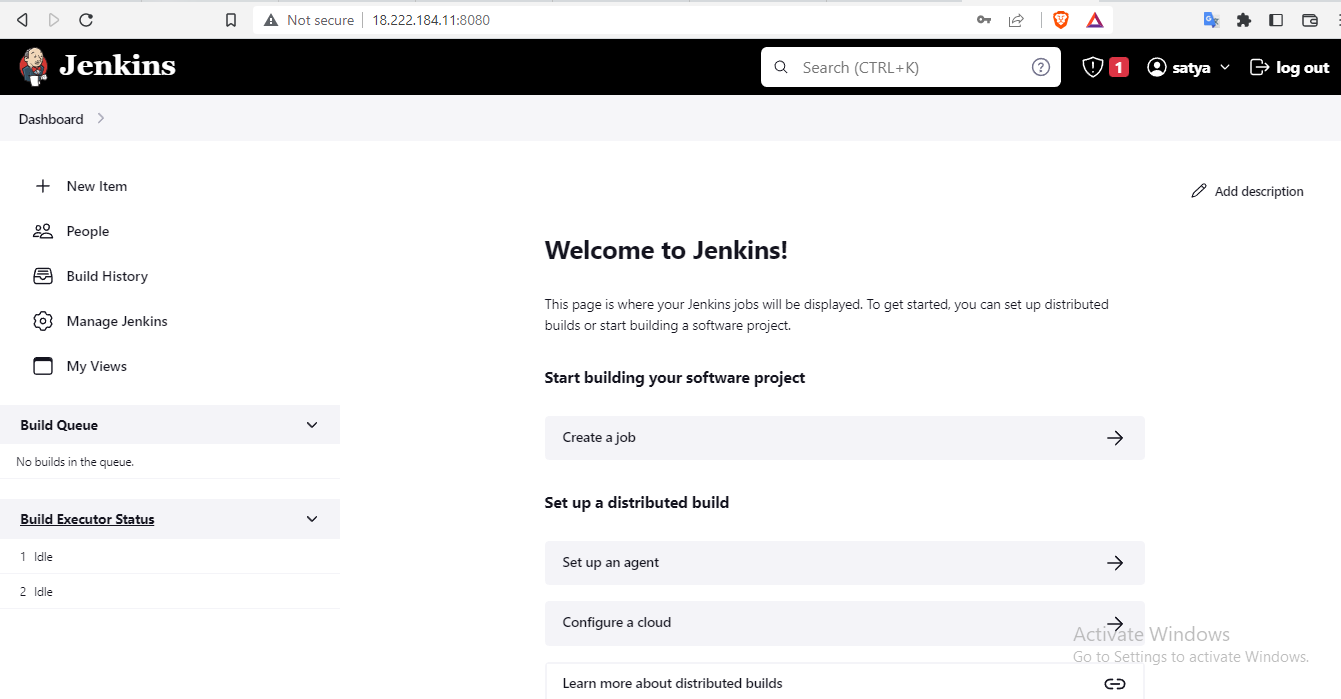 Not secure 18.222.184.11:8080
Jenkins
Search (CTRL+K)
1
satya
log out
Dashboard
New Item
People
Build History
Manage Jenkins
My Views
Build Queue
No builds in the queue.
Build Executor Status
1 Idle
2 Idle
Add description
Welcome to Jenkins!
This page is where your Jenkins jobs will be displayed. To get started, you can set up distributed
builds or start building a software project.
Start building your software project
Create a job
Set up a distributed build
Set up an agent
Configure a cloud
Learn more about distributed builds
Activate Windows
Go to Settings to activate Windows.